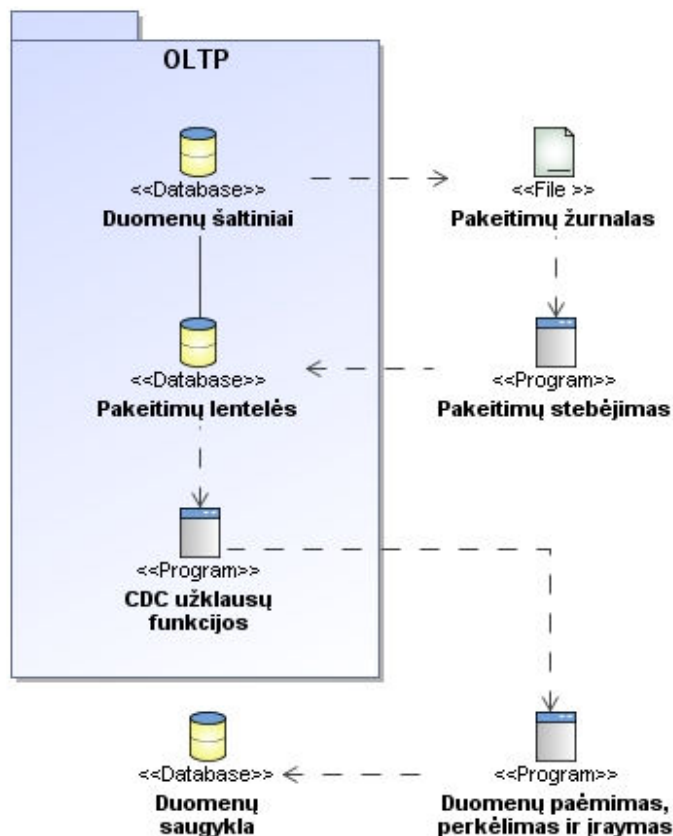 OLTP
<<Database>>
Duomenų šaltiniai
<<File >>
Pakeitimų žurnalas
<<Database>>
Pakeitimų lentelės
<<Program>>
Pakeitimų stebėjimas
<<Program>>
CDC užklausų
funkcijos
<<Database>>
Duomenų
saugykla
<<Program>>
Duomenų paėmimas,
perkėlimas ir įraymas